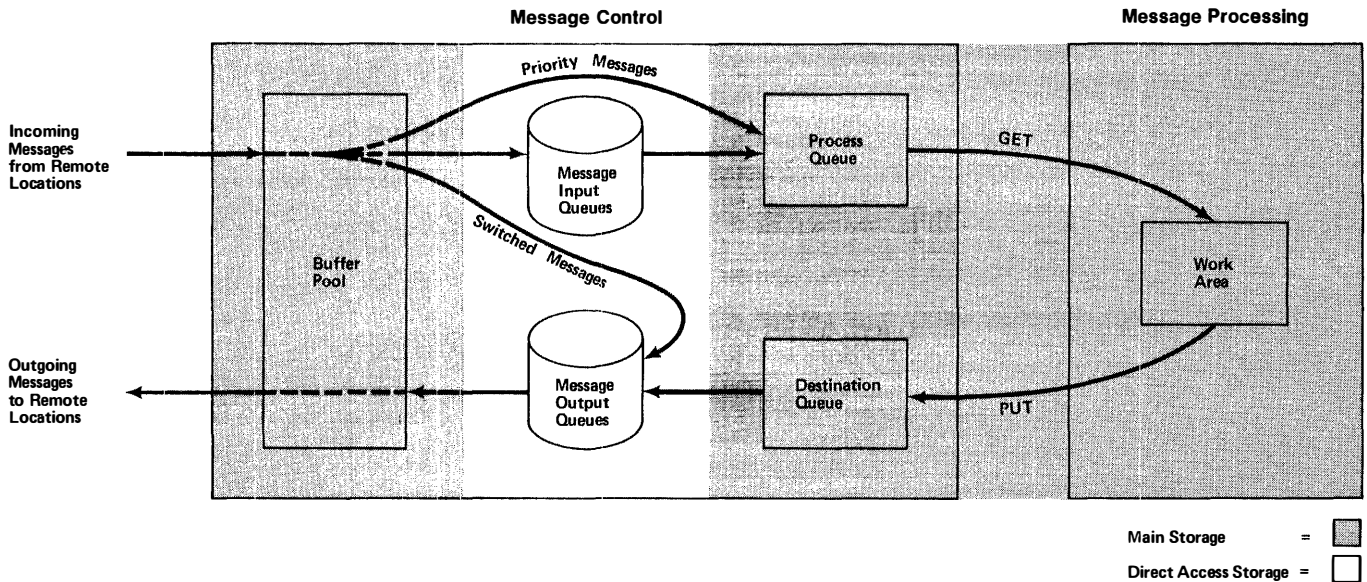 Message Control
Message Processing
Priority Messages
Incoming
Messages
from Remote
Locations
Message
Input
Queues
Process
Queue
GET
Switched Messages
Buffer
Pool
Work
Area
Outgoing
Messages
to Remote
Locations
Message
Output
Queues
Destination
Queue
PUT
Main Storage =
Direct Access Storage =